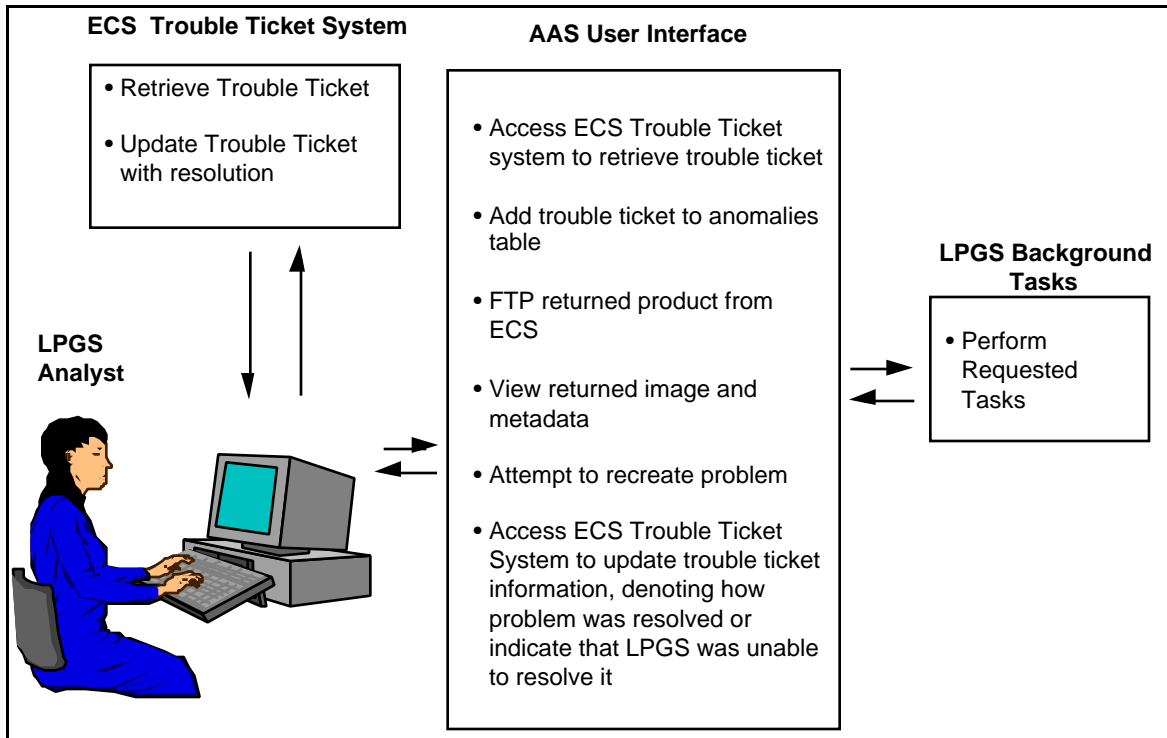 ECS Trouble Ticket System
• Retrieve Trouble Ticket
• Update Trouble Ticket
with resolution
LPGS
Analyst
AAS User Interface
• Access ECS Trouble Ticket
system to retrieve trouble ticket
• Add trouble ticket to anomalies
table
• FTP returned product from
ECS
• View returned image and
metadata
• Attempt to recreate problem
• Access ECS Trouble Ticket
System to update trouble ticket
information, denoting how
problem was resolved or
indicate that LPGS was unable
to resolve it
LPGS Background
Tasks
• Perform
Requested
Tasks